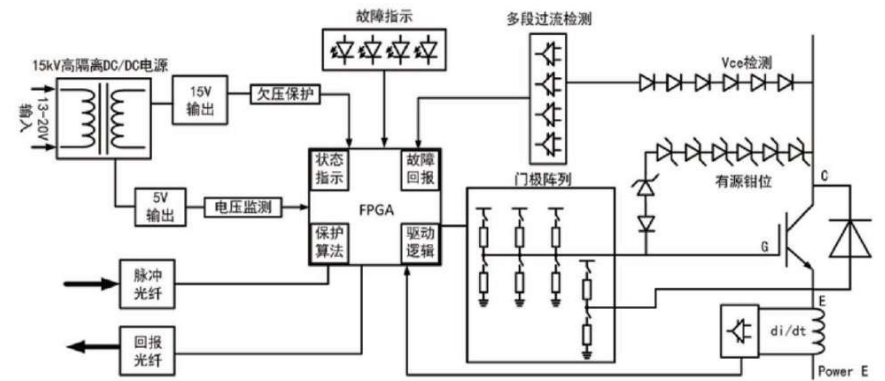 故障指示
多段过流检测
15kV高隔离DC/DC电源
Vce检测
13-20V
输入
15V
输出
欠压保护
状态
指示
故障
回报
FPGA
保护
算法
驱动
逻辑
5V
输出
电压监测
门极阵列
有源钳位
C
G
E
脉冲
光纤
回报
光纤
di/dt
Power E